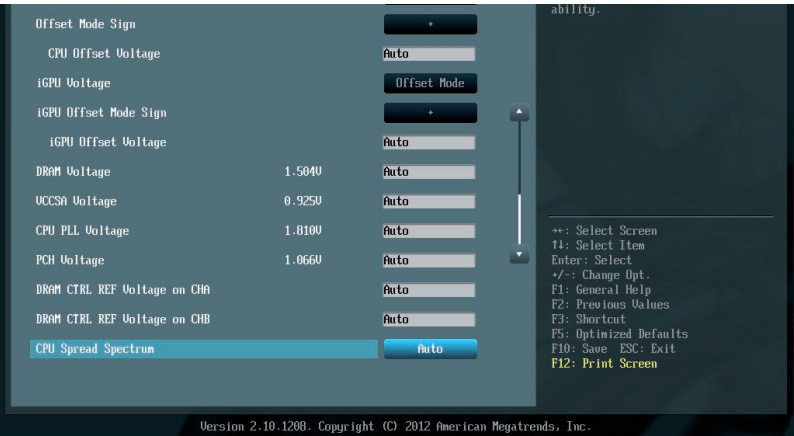 ability.
Offset Mode Sign +
CPU Offset Voltage Auto
iGPU Voltage Offset Mode
iGPU Offset Mode Sign +
iGPU Offset Voltage Auto
DRAM Voltage 1.504V Auto
VCCSA Voltage 0.925V Auto
CPU PLL Voltage 1.810V Auto
PCH Voltage 1.066V Auto
DRAM CTRL REF Voltage on CHA Auto
DRAM CTRL REF Voltage on CHB Auto
CPU Spread Spectrum Auto
→←: Select Screen
↑↓: Select Item
Enter: Select
+/-: Change Opt.
F1: General Help
F2: Previous Values
F3: Shortcut
F5: Optimized Defaults
F10: Save ESC: Exit
F12: Print Screen
Version 2.10.1208. Copyright (C) 2012 American Megatrends, Inc.